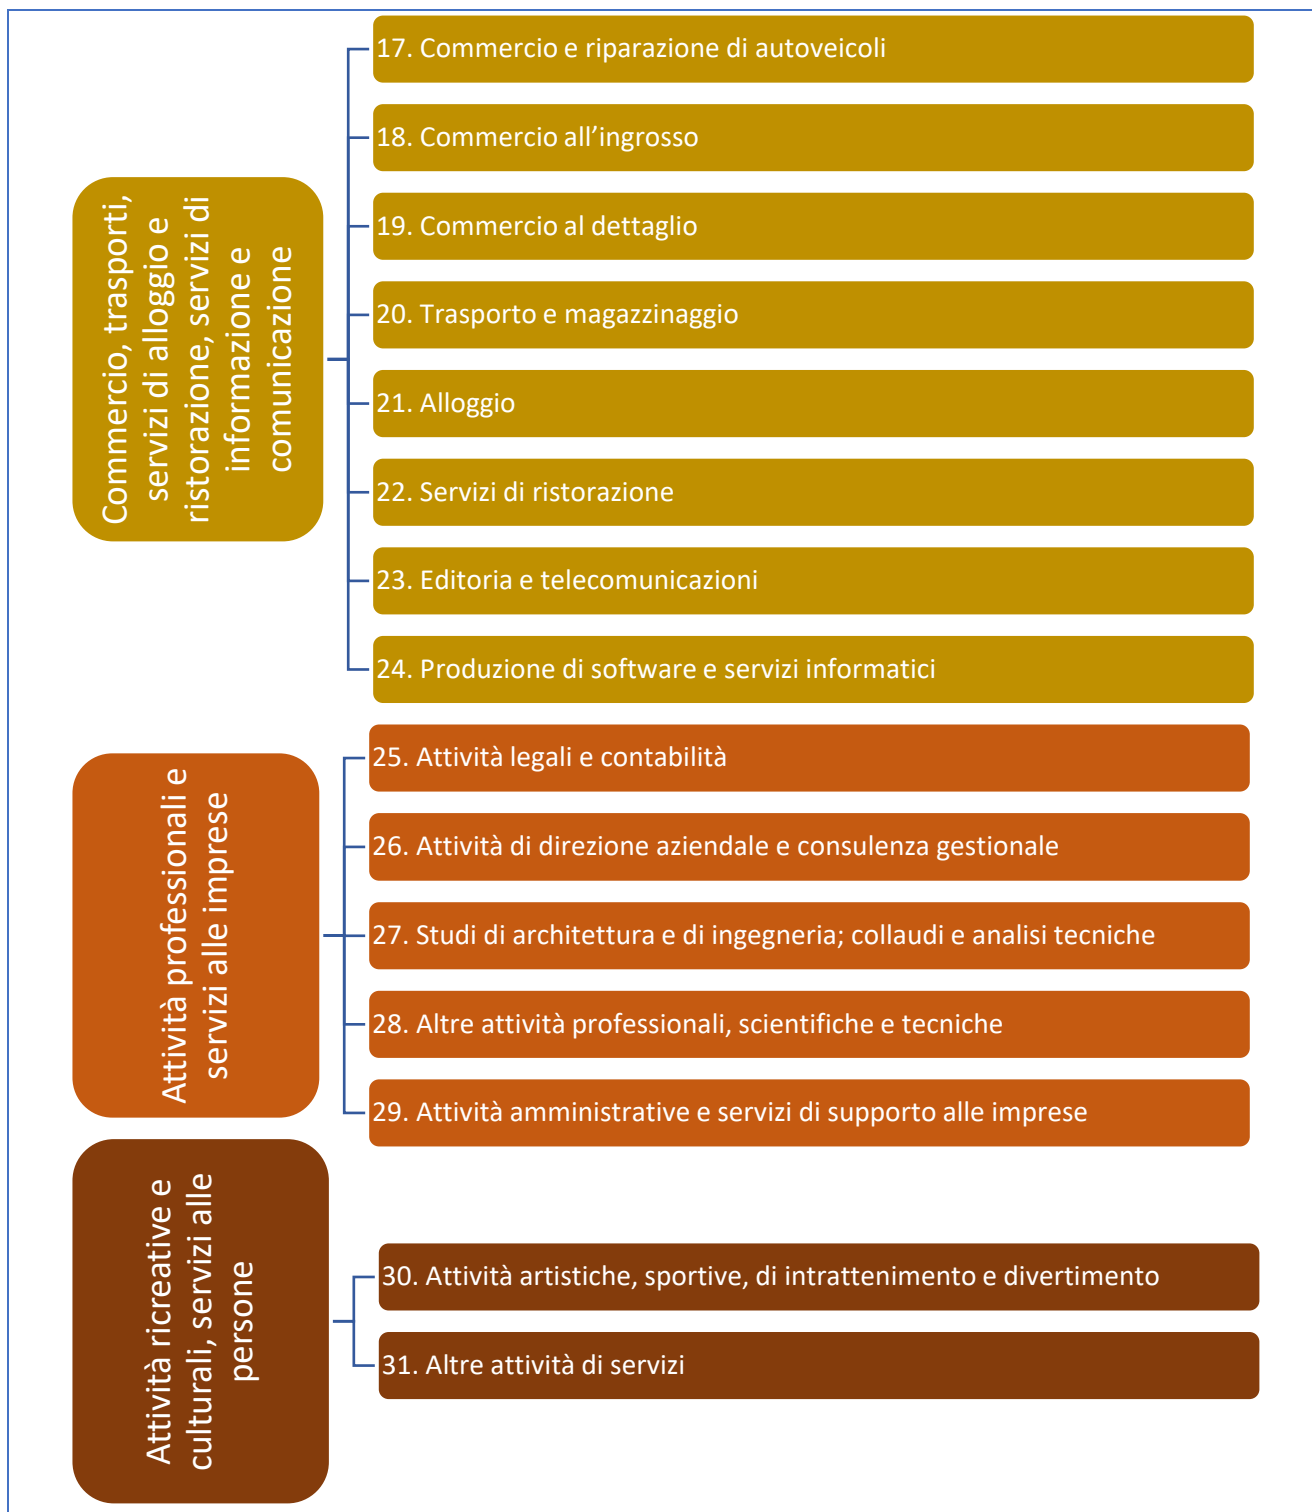 Commercio, trasporti,
servizi di alloggio e
ristorazione, servizi di
informazione e
comunicazione
17. Commercio e riparazione di autoveicoli
18. Commercio all’ingrosso
19. Commercio al dettaglio
20. Trasporto e magazzinaggio
21. Alloggio
22. Servizi di ristorazione
23. Editoria e telecomunicazioni
24. Produzione di software e servizi informatici
Attività professionali e
servizi alle imprese
25. Attività legali e contabilità
26. Attività di direzione aziendale e consulenza gestionale
27. Studi di architettura e di ingegneria; collaudi e analisi tecniche
28. Altre attività professionali, scientifiche e tecniche
29. Attività amministrative e servizi di supporto alle imprese
Attività ricreative e
culturali, servizi alle
persone
30. Attività artistiche, sportive, di intrattenimento e divertimento
31. Altre attività di servizi